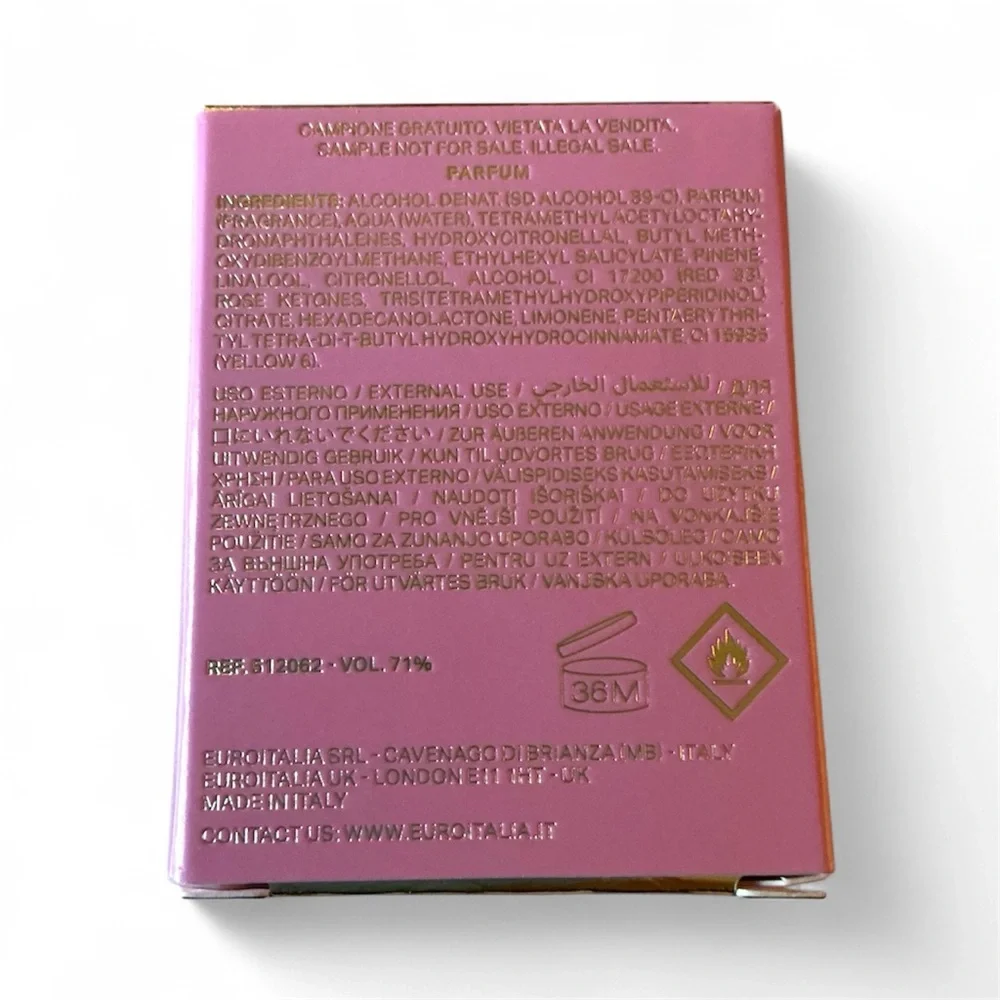 CAMPIONE GRATUITO. VIETATA LA VENDITA.
SAMPLE NOT FOR SALE. ILLEGAL SALE.
PARFUM
INGREDIENTS: ALCOHOL DENAT. (SD ALCOHOL 39-C), PARFUM
(FRAGRANCE), AQUA (WATER), TETRAMETHYL ACETYLOCTAHY-
DRONAPHTHALENES, HYDROXYCITRONELLAL, BUTYL METH-
OXYDIBENZOYLMETHANE, ETHYLHEXYL SALICYLATE, PINENE,
LINALOOL, CITRONELLOL, ALCOHOL, CI 17200 (RED 33),
ROSE KETONES, TRIS(TETRAMETHYLHYDROXYPIPERIDINOL)
CITRATE, HEXADECANOLACTONE, LIMONENE, PENTAERYTHRI-
TYL TETRA-DI-T-BUTYL HYDROXYHYDROCINNAMATE, CI 15985
(YELLOW 6).
USO ESTERNO / EXTERNAL USE / للاستعمال الخارجي / ДЛЯ
НАРУЖНОГО ПРИМЕНЕНИЯ / USO EXTERNO / USAGE EXTERNE /
口にいれないでください / ZUR ÄUßEREN ANWENDUNG / VOOR
UITWENDIG GEBRUIK / KUN TIL UDVORTES BRUG / ΕΞΩΤΕΡΙΚΗ
ΧΡΗΣΗ / PARA USO EXTERNO / VÄLISPIDISEKS KASUTAMISEKS /
ĀRĪGAI LIETOŠANAI / NAUDOTI IŠORIŠKAI / DO UŻYTKU
ZEWNĘTRZNEGO / PRO VNĚJŠÍ POUŽITÍ / NA VONKAJŠIE
POUŽITIE / SAMO ZA ZUNANJO UPORABO / KÜLSŐLEG / САМО
ЗА ВЪНШНА УПОТРЕБА / PENTRU UZ EXTERN / ULKOISEEN
KÄYTTÖÖN / FÖR UTVÄRTES BRUK / VANJSKA UPORABA.
REF. 612062 - VOL. 71%
36 M
EUROITALIA SRL - CAVENAGO DI BRIANZA (MB) - ITALY
EUROITALIA UK - LONDON E11 1HT - UK
MADE IN ITALY
CONTACT US: WWW.EUROITALIA.IT